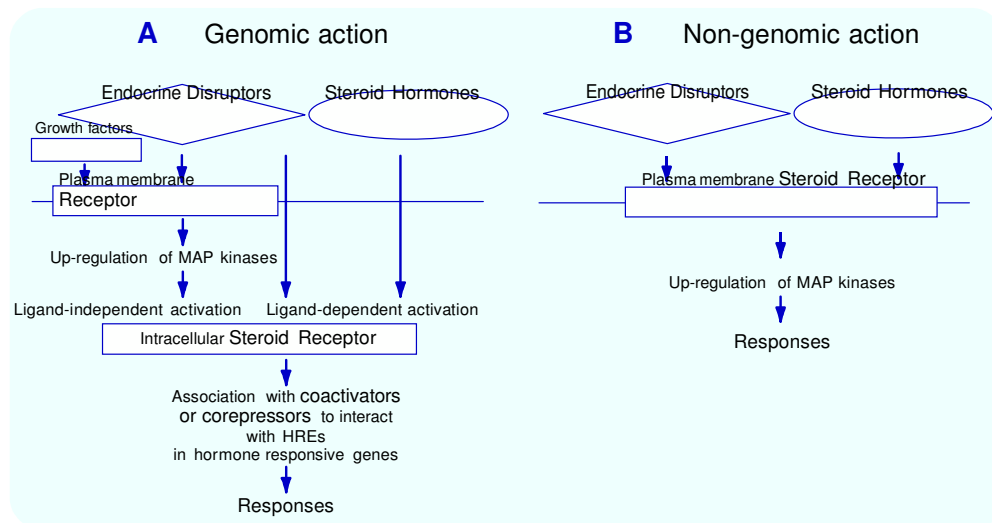 A Genomic action
Endocrine Disruptors Steroid Hormones
Growth factors
Plasma membrane
Receptor
Up-regulation of MAP kinases
Ligand-independent activation Ligand-dependent activation
Intracellular Steroid Receptor
Association with coactivators
or corepressors to interact
with HREs
in hormone responsive genes
Responses
B Non-genomic action
Endocrine Disruptors Steroid Hormones
Plasma membrane Steroid Receptor
Up-regulation of MAP kinases
Responses